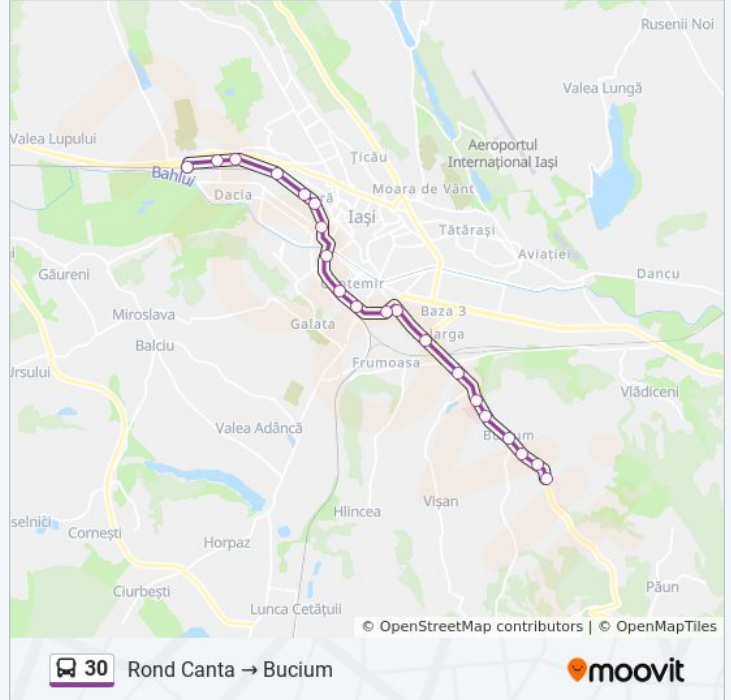 Rusenii Noi
Valea Lungă
Valea Lupului
Aeroportul
Internațional Iași
Țicău
Bahlui
Moara de Vânt
Dacia
Iași
Tătărași
Aviației
Dancu
Găureni
Miroslava
Baza 3
Galata
Balciu
Frumoasa
Vlădiceni
Valea Adâncă
Vișan
Hlincea
Cornești
Horpaz
Ciurbești
Păun
Lunca Cetățuii
© OpenStreetMap contributors | © OpenMapTiles
30 Rond Canta → Bucium
moovit